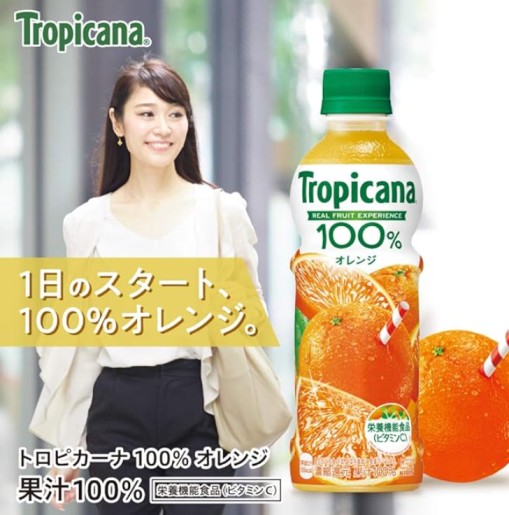 Tropicana®
Tropicana®
REAL FRUIT EXPERIENCE
100%
オレンジ
1日のスタート、
100%オレンジ。
栄養機能食品
(ビタミンC)
トロピカーナ 100% オレンジ
果汁100% 栄養機能食品(ビタミンC)